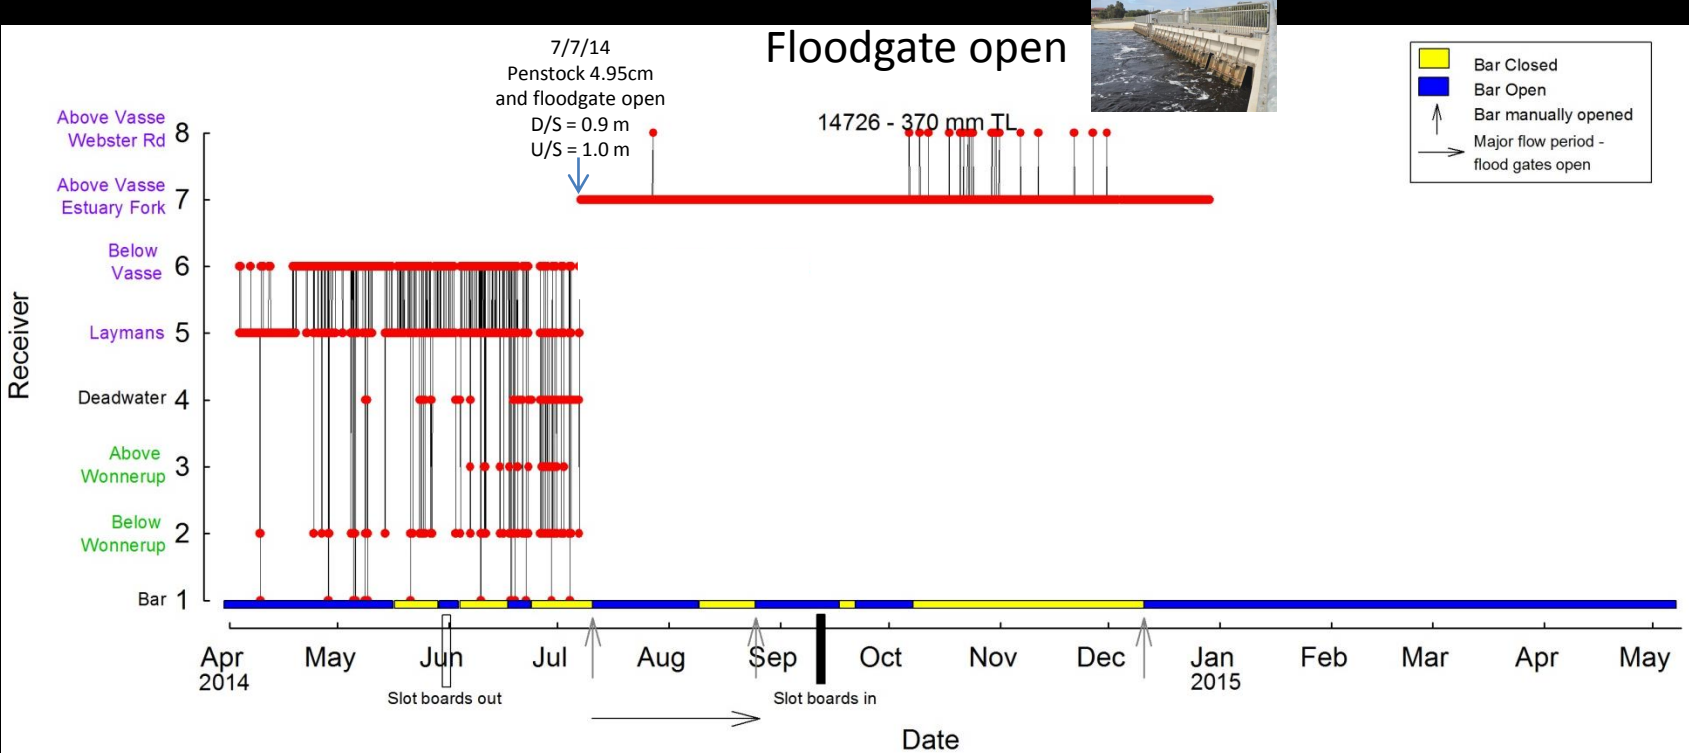 Floodgate open
7/7/14
Penstock 4.95cm
and floodgate open
D/S = 0.9 m
U/S = 1.0 m
14726 - 370 mm TL
Bar Closed
Bar Open
Bar manually opened
Major flow period -
flood gates open
Receiver
Above Vasse
Webster Rd
8
Above Vasse
Estuary Fork
7
Below
Vasse
6
Laymans
5
Deadwater
4
Above
Wonnerup
3
Below
Wonnerup
2
Bar
1
Apr
2014
May
Jun
Jul
Aug
Sep
Oct
Nov
Dec
Jan
2015
Feb
Mar
Apr
May
Slot boards out
Slot boards in
Date